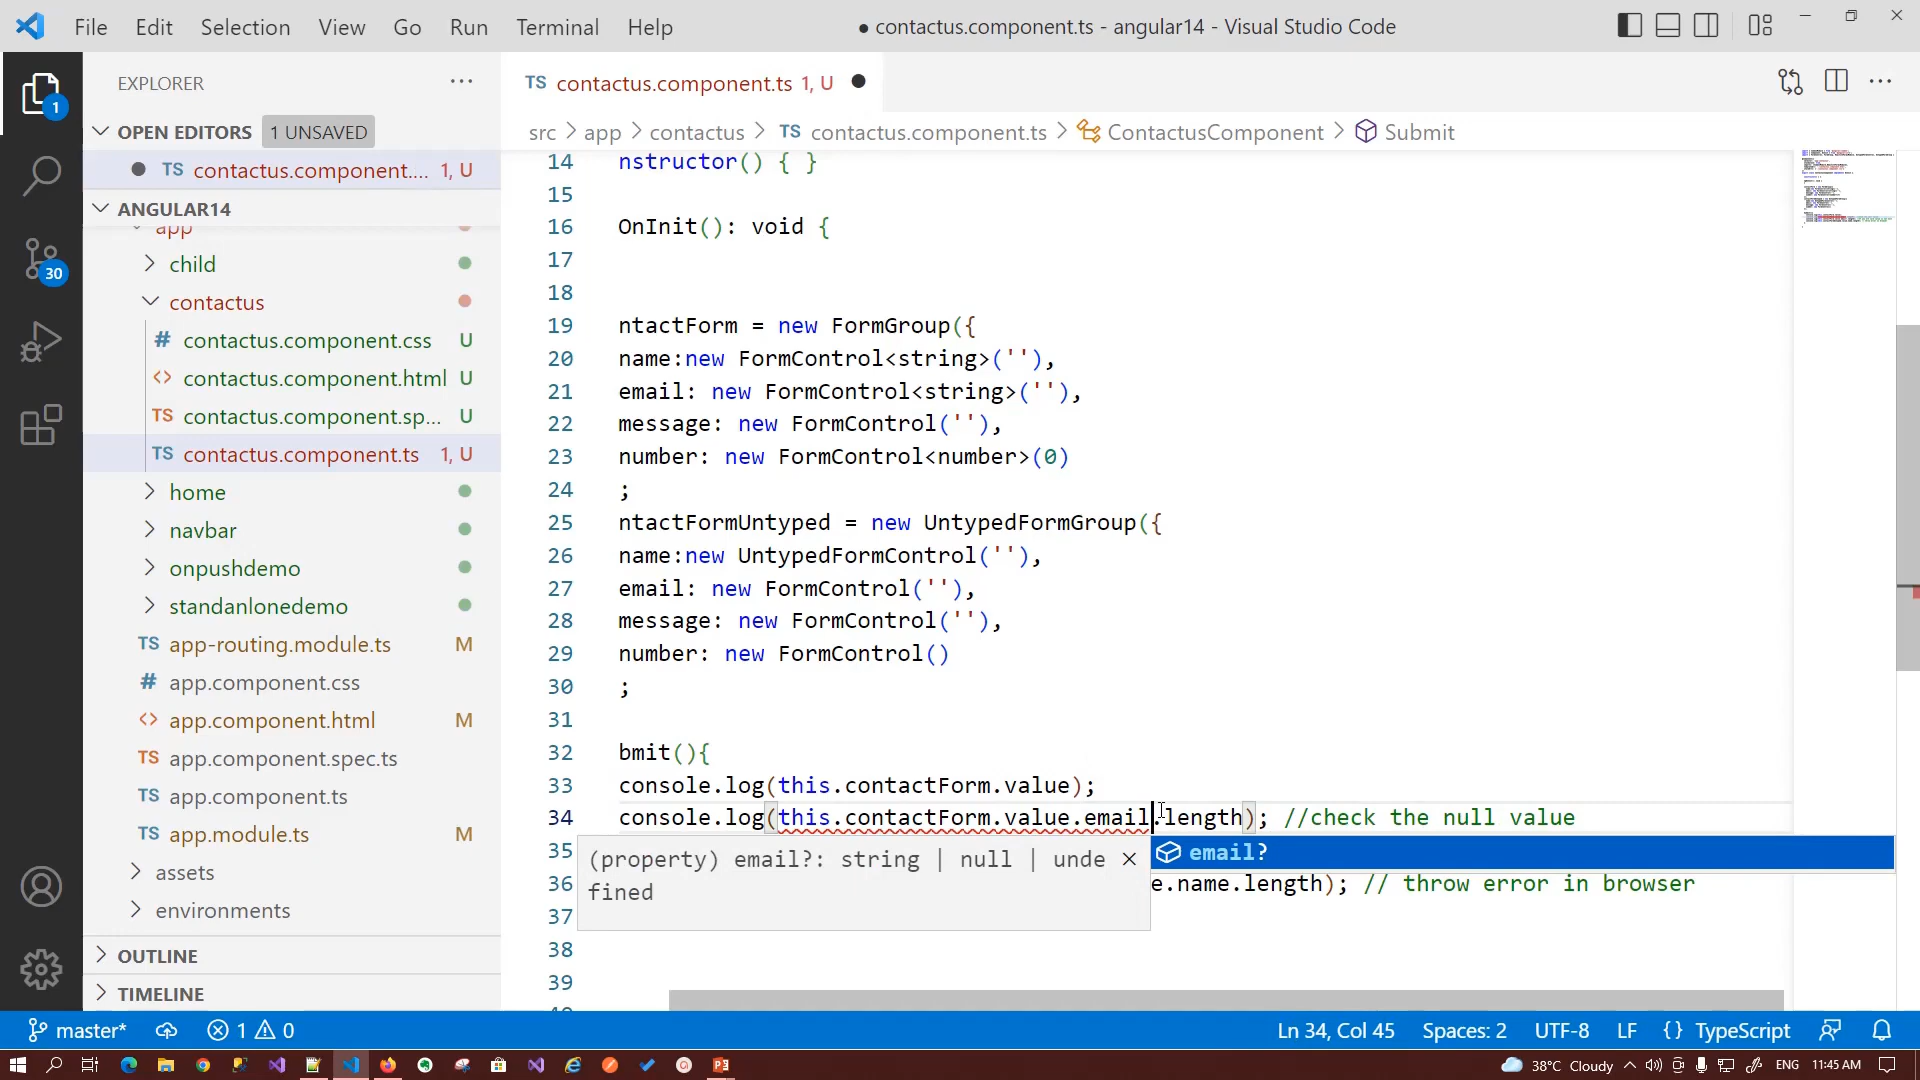 File Edit Selection View Go Run Terminal Help
● contactus.component.ts - angular14 - Visual Studio Code
EXPLORER
OPEN EDITORS 1 UNSAVED
TS contactus.component.... 1, U
ANGULAR14
app
child
contactus
# contactus.component.css U
<> contactus.component.html U
TS contactus.component.sp... U
TS contactus.component.ts 1, U
home
navbar
onpushdemo
standanlonedemo
TS app-routing.module.ts M
# app.component.css
<> app.component.html M
TS app.component.spec.ts
TS app.component.ts
TS app.module.ts M
assets
environments
OUTLINE
TIMELINE
1
30
TS contactus.component.ts 1, U
src > app > contactus > TS contactus.component.ts > ContactusComponent > Submit
14 nstructor() { }
15
16 OnInit(): void {
17
18
19 ntactForm = new FormGroup({
20 name:new FormControl<string>(''),
21 email: new FormControl<string>(''),
22 message: new FormControl(''),
23 number: new FormControl<number>(0)
24 ;
25 ntactFormUntyped = new UntypedFormGroup({
26 name:new UntypedFormControl(''),
27 email: new FormControl(''),
28 message: new FormControl(''),
29 number: new FormControl()
30 ;
31
32 bmit(){
33 console.log(this.contactForm.value);
34 console.log(this.contactForm.value.email.length); //check the null value
35
36 e.name.length); // throw error in browser
37
38
39
(property) email?: string | null | unde
fined
email?
master* 1 0
Ln 34, Col 45 Spaces: 2 UTF-8 LF {} TypeScript
38°C Cloudy ENG 11:45 AM